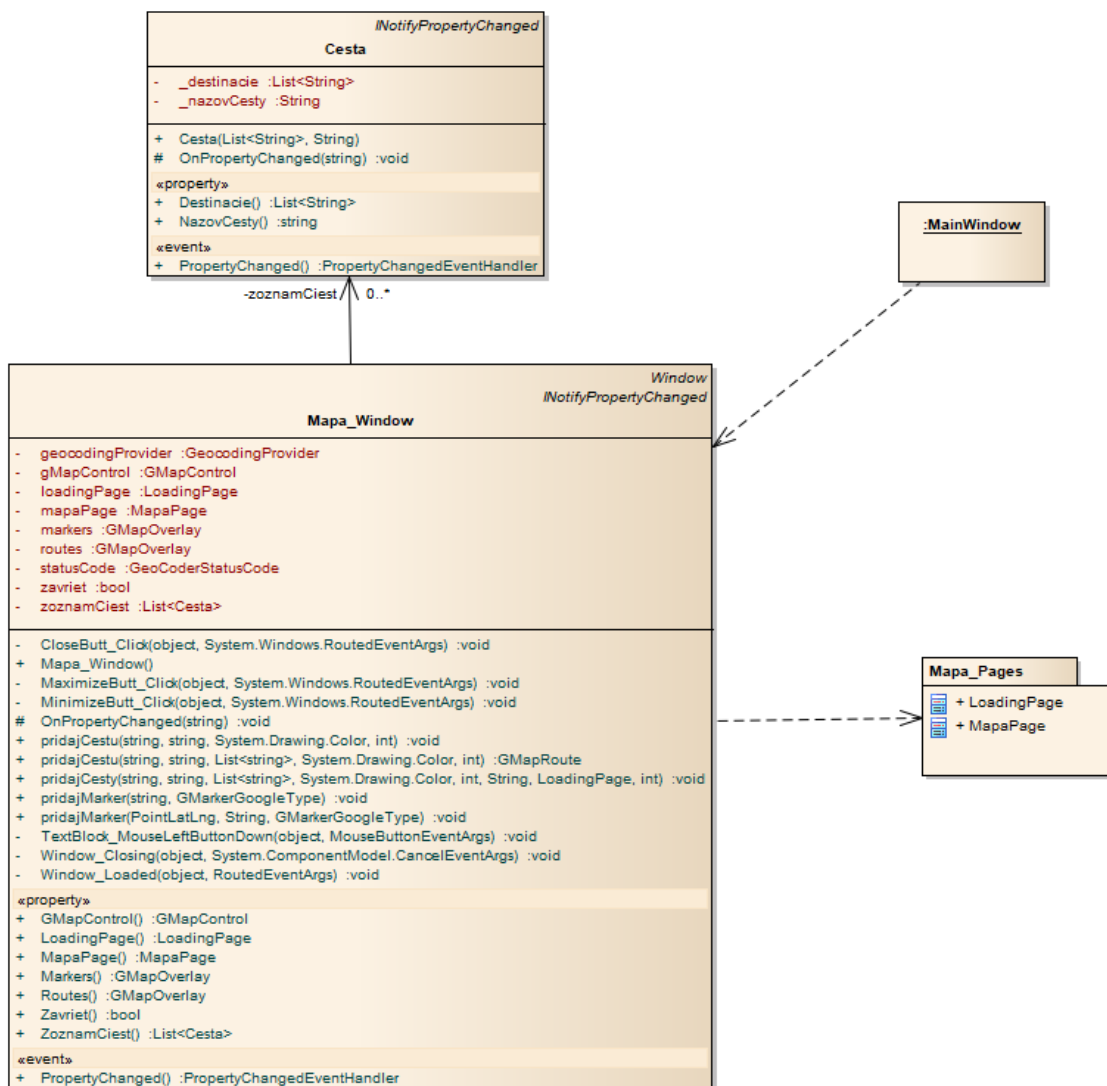 INotifyPropertyChanged
Cesta
- _destinacie :List<String>
- _nazovCesty :String
+ Cesta(List<String>, String)
# OnPropertyChanged(string) :void
«property»
+ Destinacie() :List<String>
+ NazovCesty() :string
«event»
+ PropertyChanged() :PropertyChangedEventHandler
:MainWindow
-zoznamCiest 0..*
Window
INotifyPropertyChanged
Mapa_Window
- geocodingProvider :GeocodingProvider
- gMapControl :GMapControl
- loadingPage :LoadingPage
- mapaPage :MapaPage
- markers :GMapOverlay
- routes :GMapOverlay
- statusCode :GeoCoderStatusCode
- zavriet :bool
- zoznamCiest :List<Cesta>
- CloseButt_Click(object, System.Windows.RoutedEventArgs) :void
+ Mapa_Window()
- MaximizeButt_Click(object, System.Windows.RoutedEventArgs) :void
- MinimizeButt_Click(object, System.Windows.RoutedEventArgs) :void
# OnPropertyChanged(string) :void
+ pridajCestu(string, string, System.Drawing.Color, int) :void
+ pridajCestu(string, string, List<string>, System.Drawing.Color, int) :GMapRoute
+ pridajCesty(string, string, List<string>, System.Drawing.Color, int, String, LoadingPage, int) :void
+ pridajMarker(string, GMarkerGoogleType) :void
+ pridajMarker(PointLatLng, String, GMarkerGoogleType) :void
- TextBlock_MouseLeftButtonDown(object, MouseButtonEventArgs) :void
- Window_Closing(object, System.ComponentModel.CancelEventArgs) :void
- Window_Loaded(object, RoutedEventArgs) :void
«property»
+ GMapControl() :GMapControl
+ LoadingPage() :LoadingPage
+ MapaPage() :MapaPage
+ Markers() :GMapOverlay
+ Routes() :GMapOverlay
+ Zavriet() :bool
+ ZoznamCiest() :List<Cesta>
«event»
+ PropertyChanged() :PropertyChangedEventHandler
Mapa_Pages
+ LoadingPage
+ MapaPage